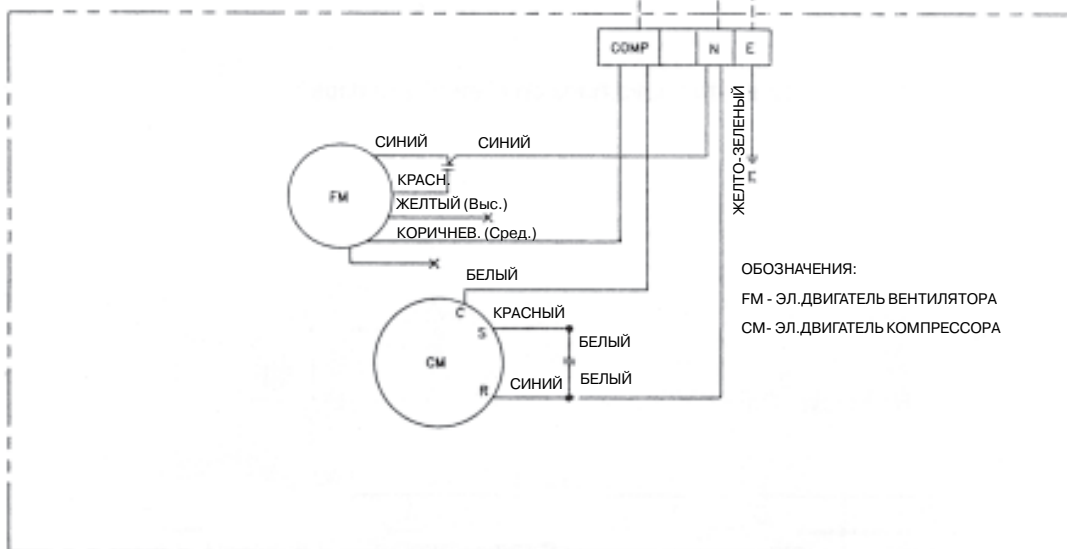 COMP N E
ЖЕЛТО-ЗЕЛЕНЫЙ
E
СИНИЙ СИНИЙ
FM
КРАСН.
ЖЕЛТЫЙ (Выс.)
КОРИЧНЕВ. (Сред.)
БЕЛЫЙ
C
КРАСНЫЙ
S
БЕЛЫЙ
CM
R
СИНИЙ БЕЛЫЙ
ОБОЗНАЧЕНИЯ:
FM - ЭЛ.ДВИГАТЕЛЬ ВЕНТИЛЯТОРА
CM- ЭЛ.ДВИГАТЕЛЬ КОМПРЕССОРА